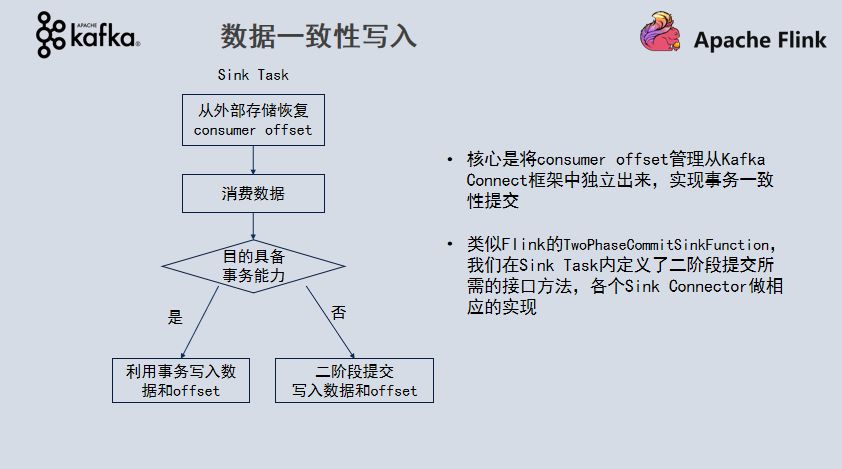 APACHE
kafka®
数据一致性写入
Apache Flink
Sink Task
从外部存储恢复
consumer offset
消费数据
目的具备
事务能力
是
否
利用事务写入数
据和offset
二阶段提交
写入数据和offset
• 核心是将consumer offset管理从Kafka
Connect框架中独立出来，实现事务一致
性提交
• 类似Flink的TwoPhaseCommitSinkFunction，
我们在Sink Task内定义了二阶段提交所
需的接口方法，各个Sink Connector做相
应的实现